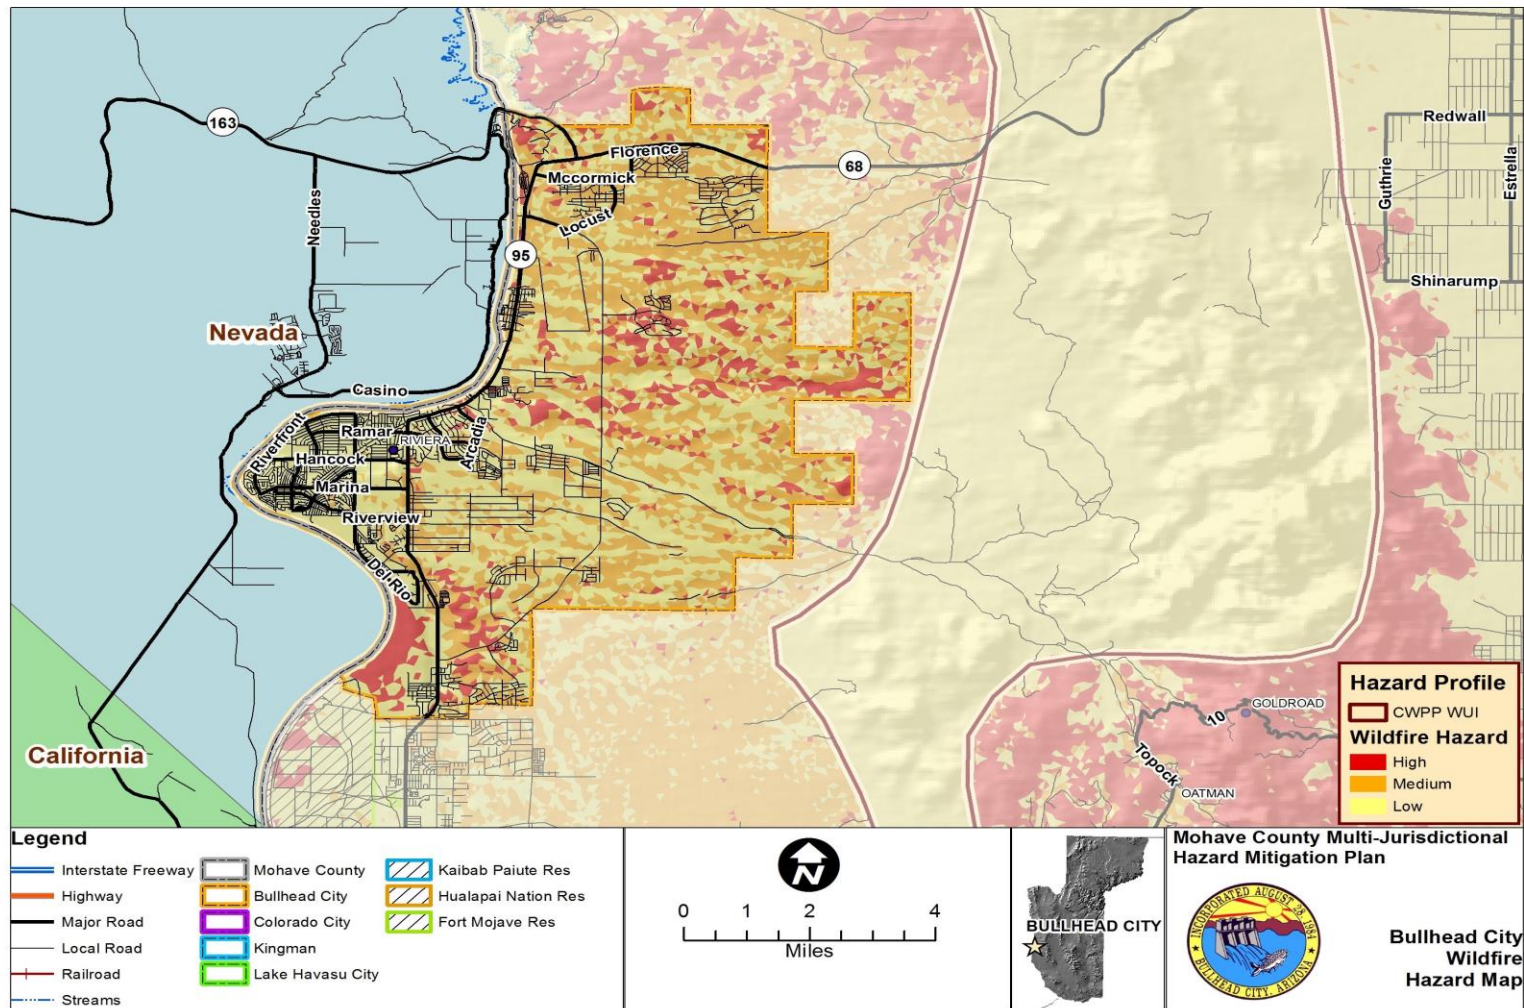 163
Needles
Nevada
Casino
Riverfront
Ramar
RIVIERA
Hancock
Marina
Riverview
Del Rio
Arcadia
California
Florence
Mccormick
Locust
95
68
Redwall
Guthrie
Estrella
Shinarump
GOLDROAD
10
Topock
OATMAN
Hazard Profile
CWPP WUI
Wildfire Hazard
High
Medium
Low
Legend
Interstate Freeway
Highway
Major Road
Local Road
Railroad
Streams
Mohave County
Bullhead City
Colorado City
Kingman
Lake Havasu City
Kaibab Paiute Res
Hualapai Nation Res
Fort Mojave Res
N
0 1 2 4
Miles
BULLHEAD CITY
Mohave County Multi-Jurisdictional
Hazard Mitigation Plan
INCORPORATED AUGUST 28, 1984
BULLHEAD CITY, ARIZONA
Bullhead City
Wildfire
Hazard Map